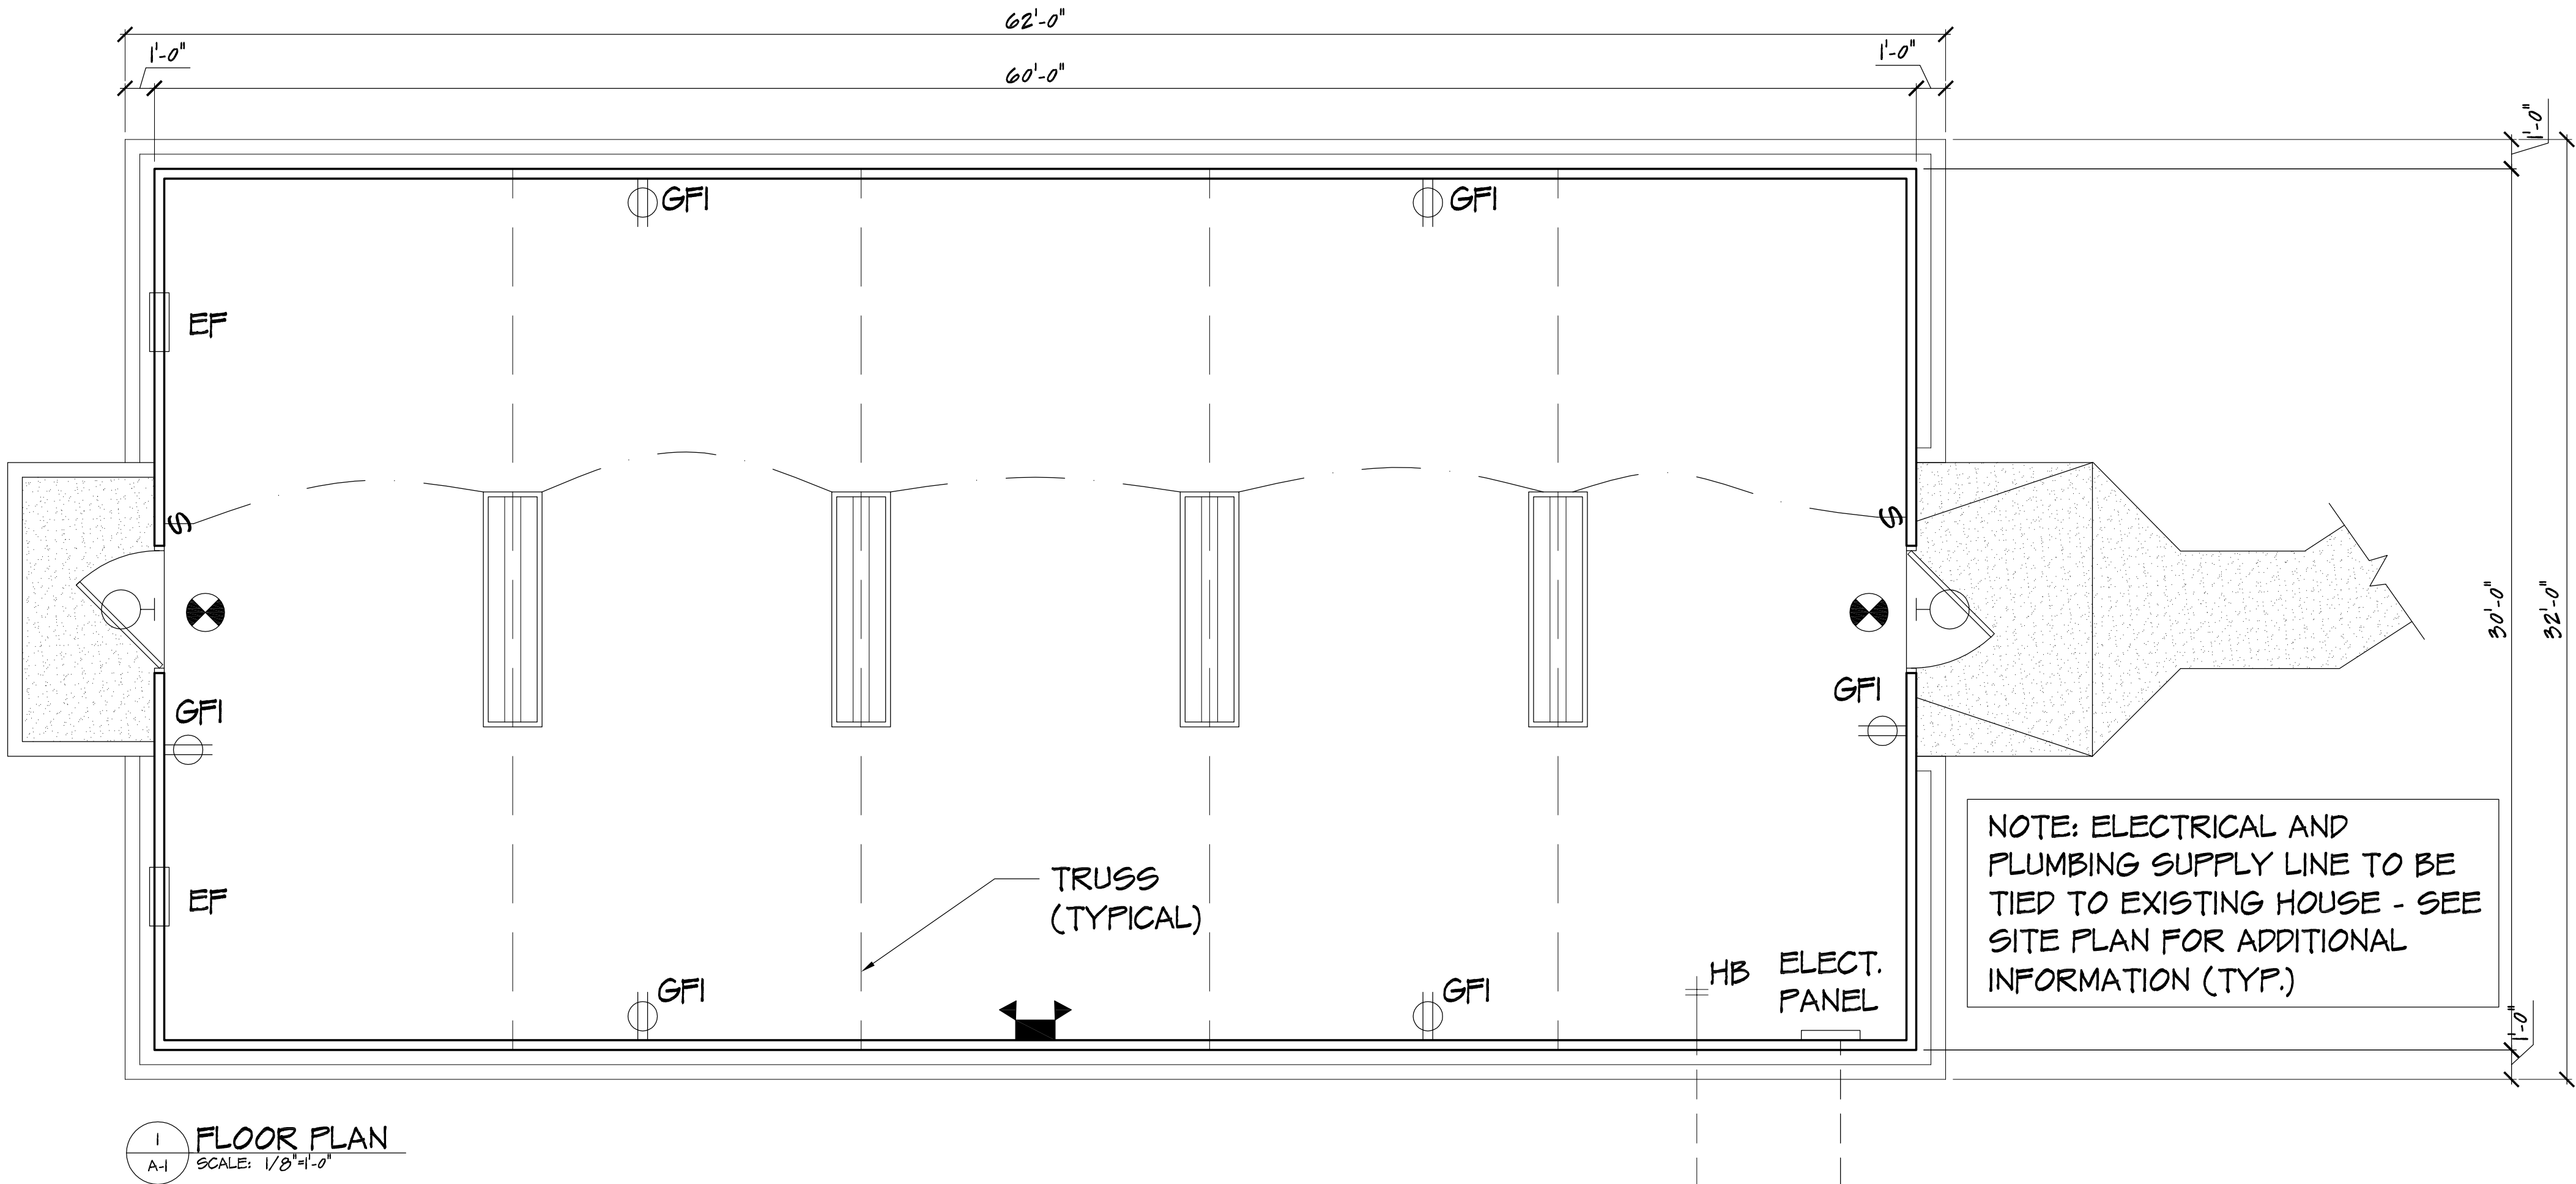 62'-0"
1'-0"
60'-0"
1'-0"
1'-0"
GFI
GFI
EF
S
S
30'-0"
32'-0"
GFI
GFI
EF
TRUSS
(TYPICAL)
NOTE: ELECTRICAL AND
PLUMBING SUPPLY LINE TO BE
TIED TO EXISTING HOUSE - SEE
SITE PLAN FOR ADDITIONAL
INFORMATION (TYP.)
GFI
GFI
HB
ELECT.
PANEL
1'-0"
1
A-1
FLOOR PLAN
SCALE: 1/8"=1'-0"